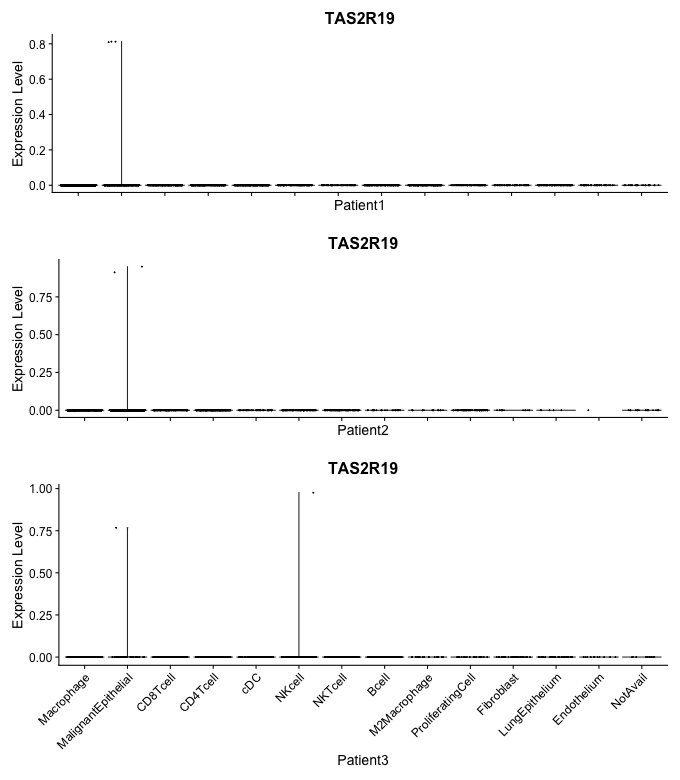 TAS2R19
Expression Level
0.8
0.6
0.4
0.2
0.0
Patient1
TAS2R19
Expression Level
0.75
0.50
0.25
0.00
Patient2
TAS2R19
Expression Level
1.00
0.75
0.50
0.25
0.00
Macrophage
MalignantEpithelial
CD8Tcell
CD4Tcell
cDC
NKcell
NKTcell
Bcell
M2Macrophage
ProliferatingCell
Fibroblast
LungEpithelium
Endothelium
NotAvail
Patient3